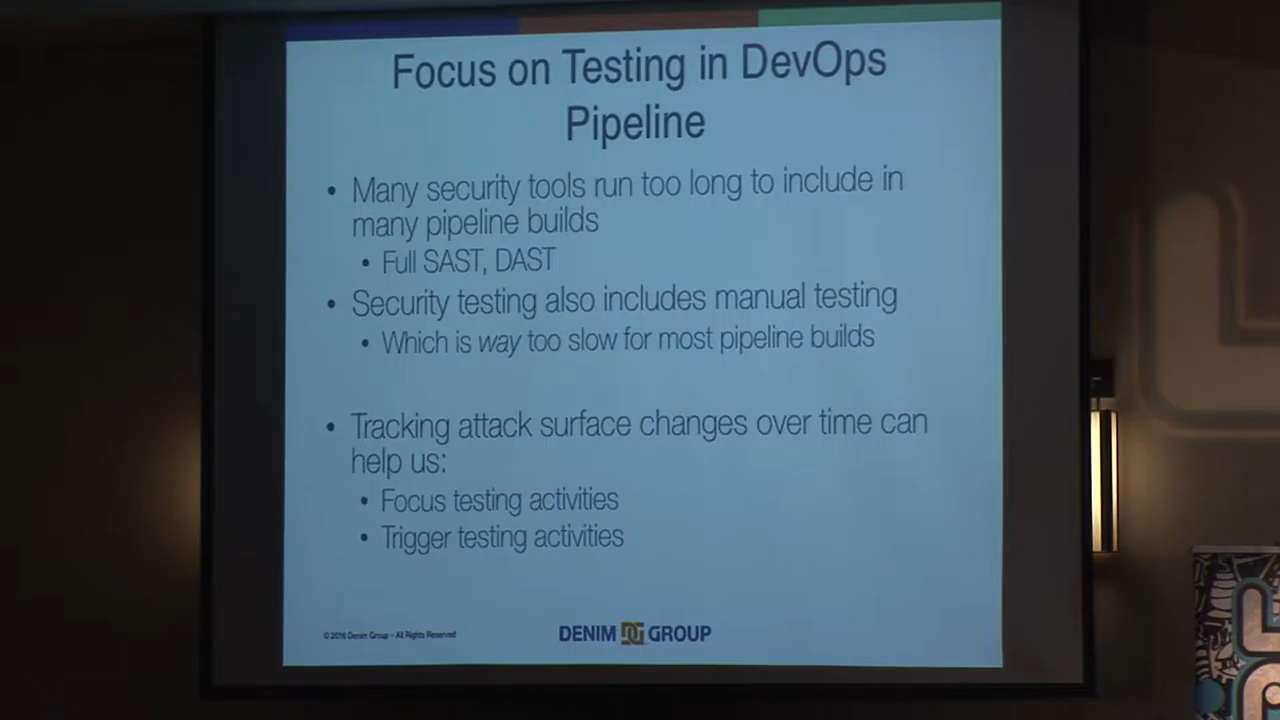 Focus on Testing in DevOps
Pipeline
• Many security tools run too long to include in
many pipeline builds
• Full SAST, DAST
• Security testing also includes manual testing
• Which is way too slow for most pipeline builds
• Tracking attack surface changes over time can
help us:
• Focus testing activities
• Trigger testing activities
© 2016 Denim Group – All Rights Reserved
DENIM DG GROUP